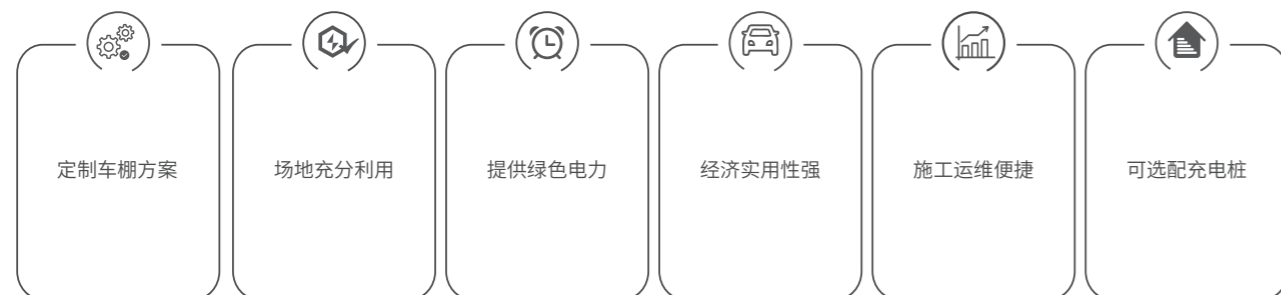 定制车棚方案
场地充分利用
提供绿色电力
经济实用性强
施工运维便捷
可选配充电桩